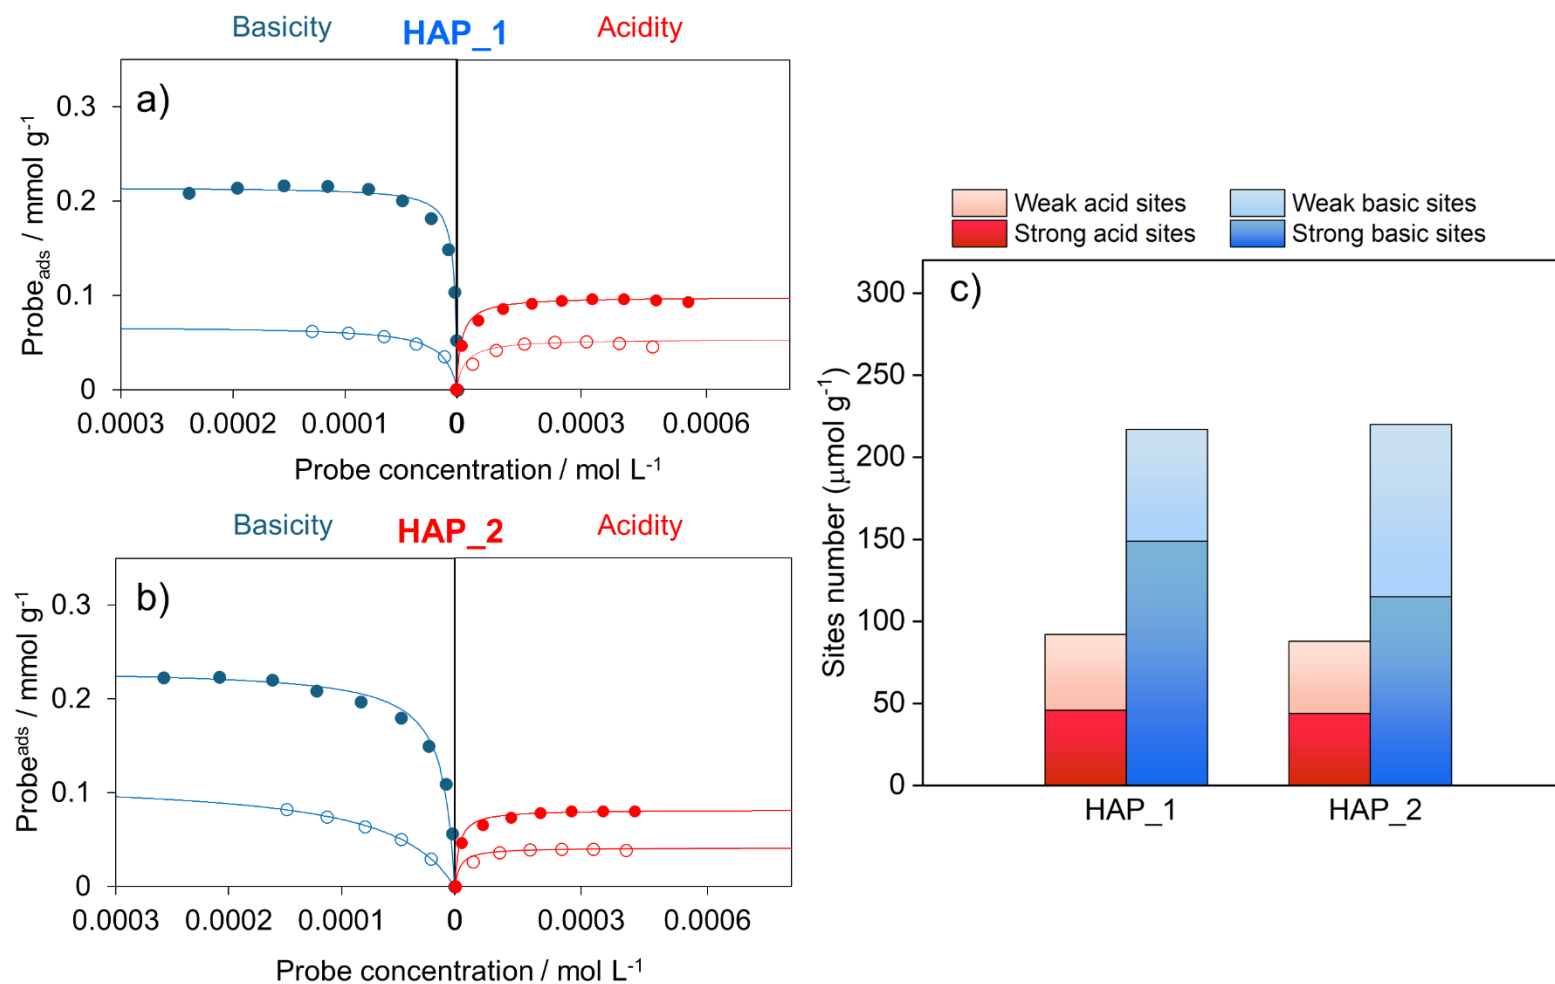 Basicity HAP_1 Acidity
a)
0.3
0.2
0.1
0
Probe_ads / mmol g⁻¹
0.0003 0.0002 0.0001 0 0.0003 0.0006
Probe concentration / mol L⁻¹
Basicity HAP_2 Acidity
b)
0.3
0.2
0.1
0
Probe^ads / mmol g⁻¹
0.0003 0.0002 0.0001 0 0.0003 0.0006
Probe concentration / mol L⁻¹
Weak acid sites Weak basic sites
Strong acid sites Strong basic sites
c)
300
250
200
150
100
50
0
Sites number (μmol g⁻¹)
HAP_1 HAP_2